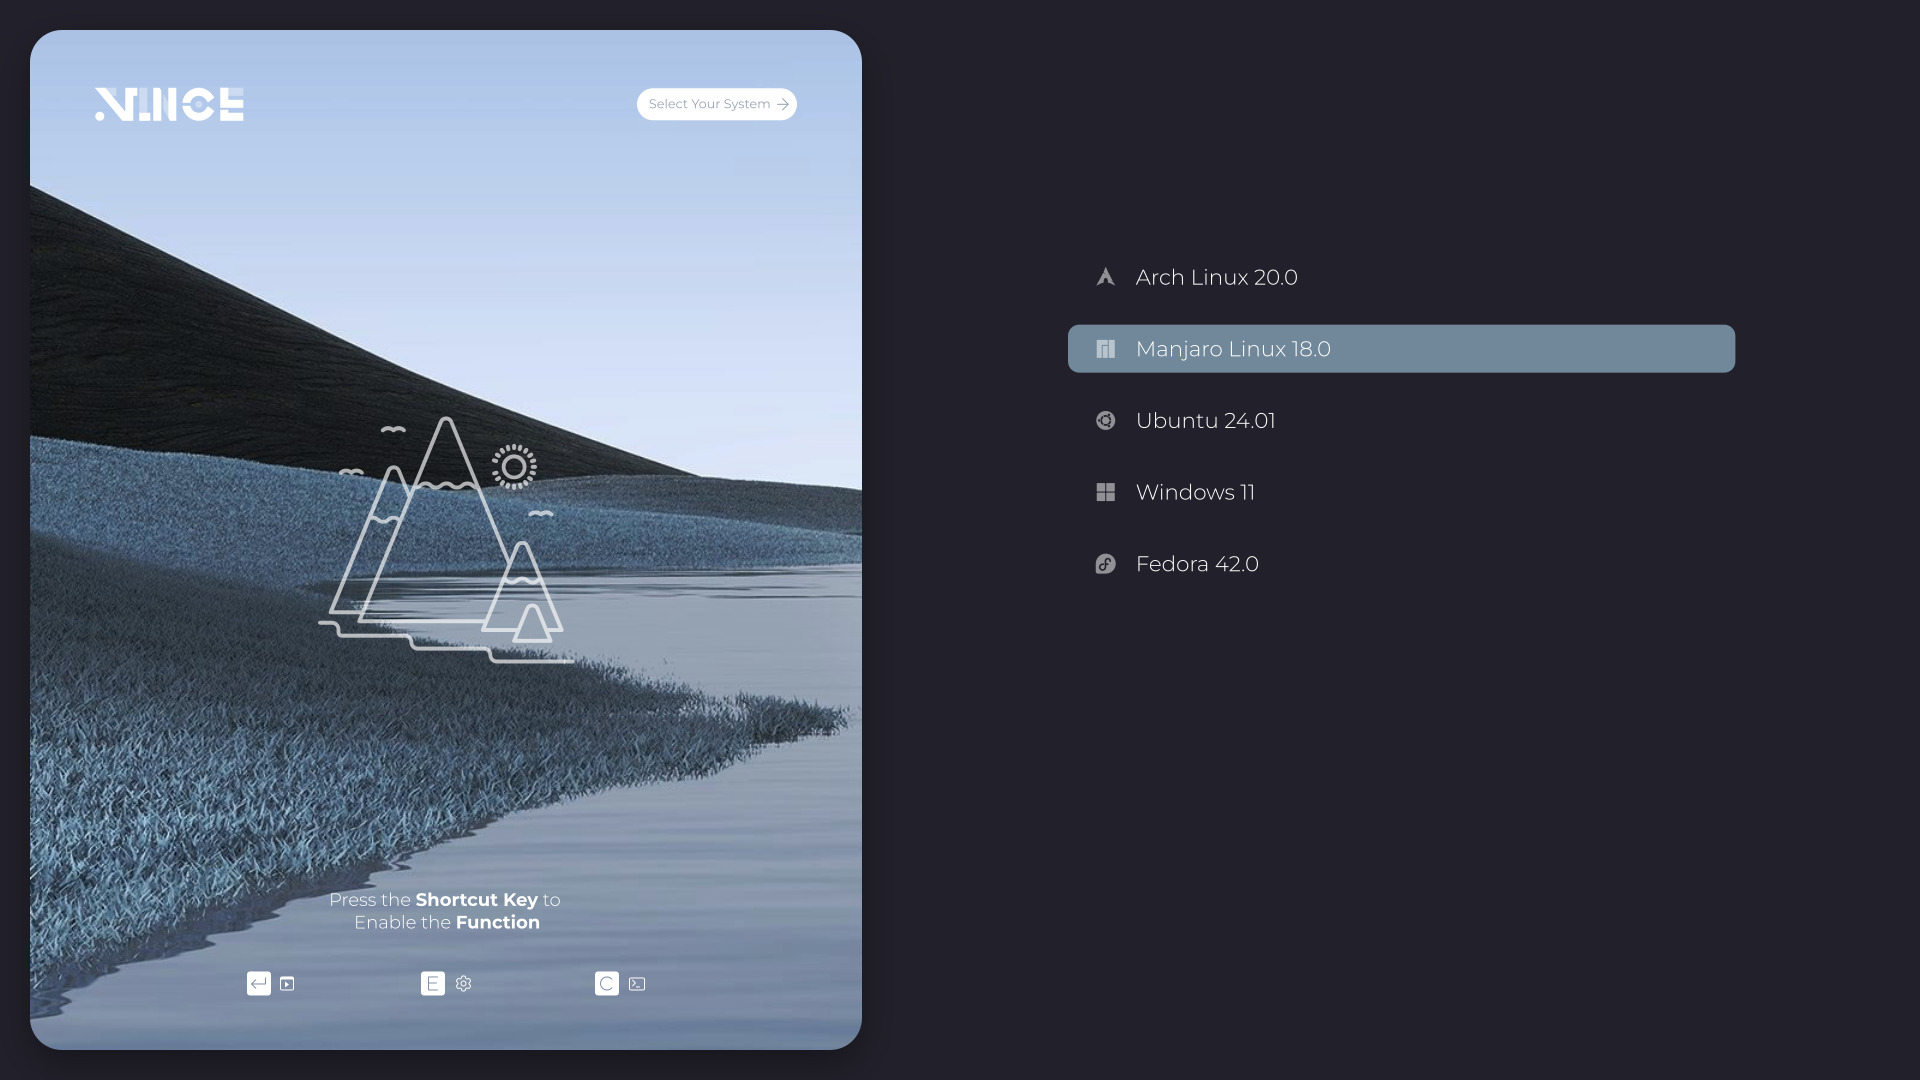 VINCE
Select Your System
Arch Linux 20.0
Manjaro Linux 18.0
Ubuntu 24.01
Windows 11
Fedora 42.0
Press the Shortcut Key to
Enable the Function
E
C